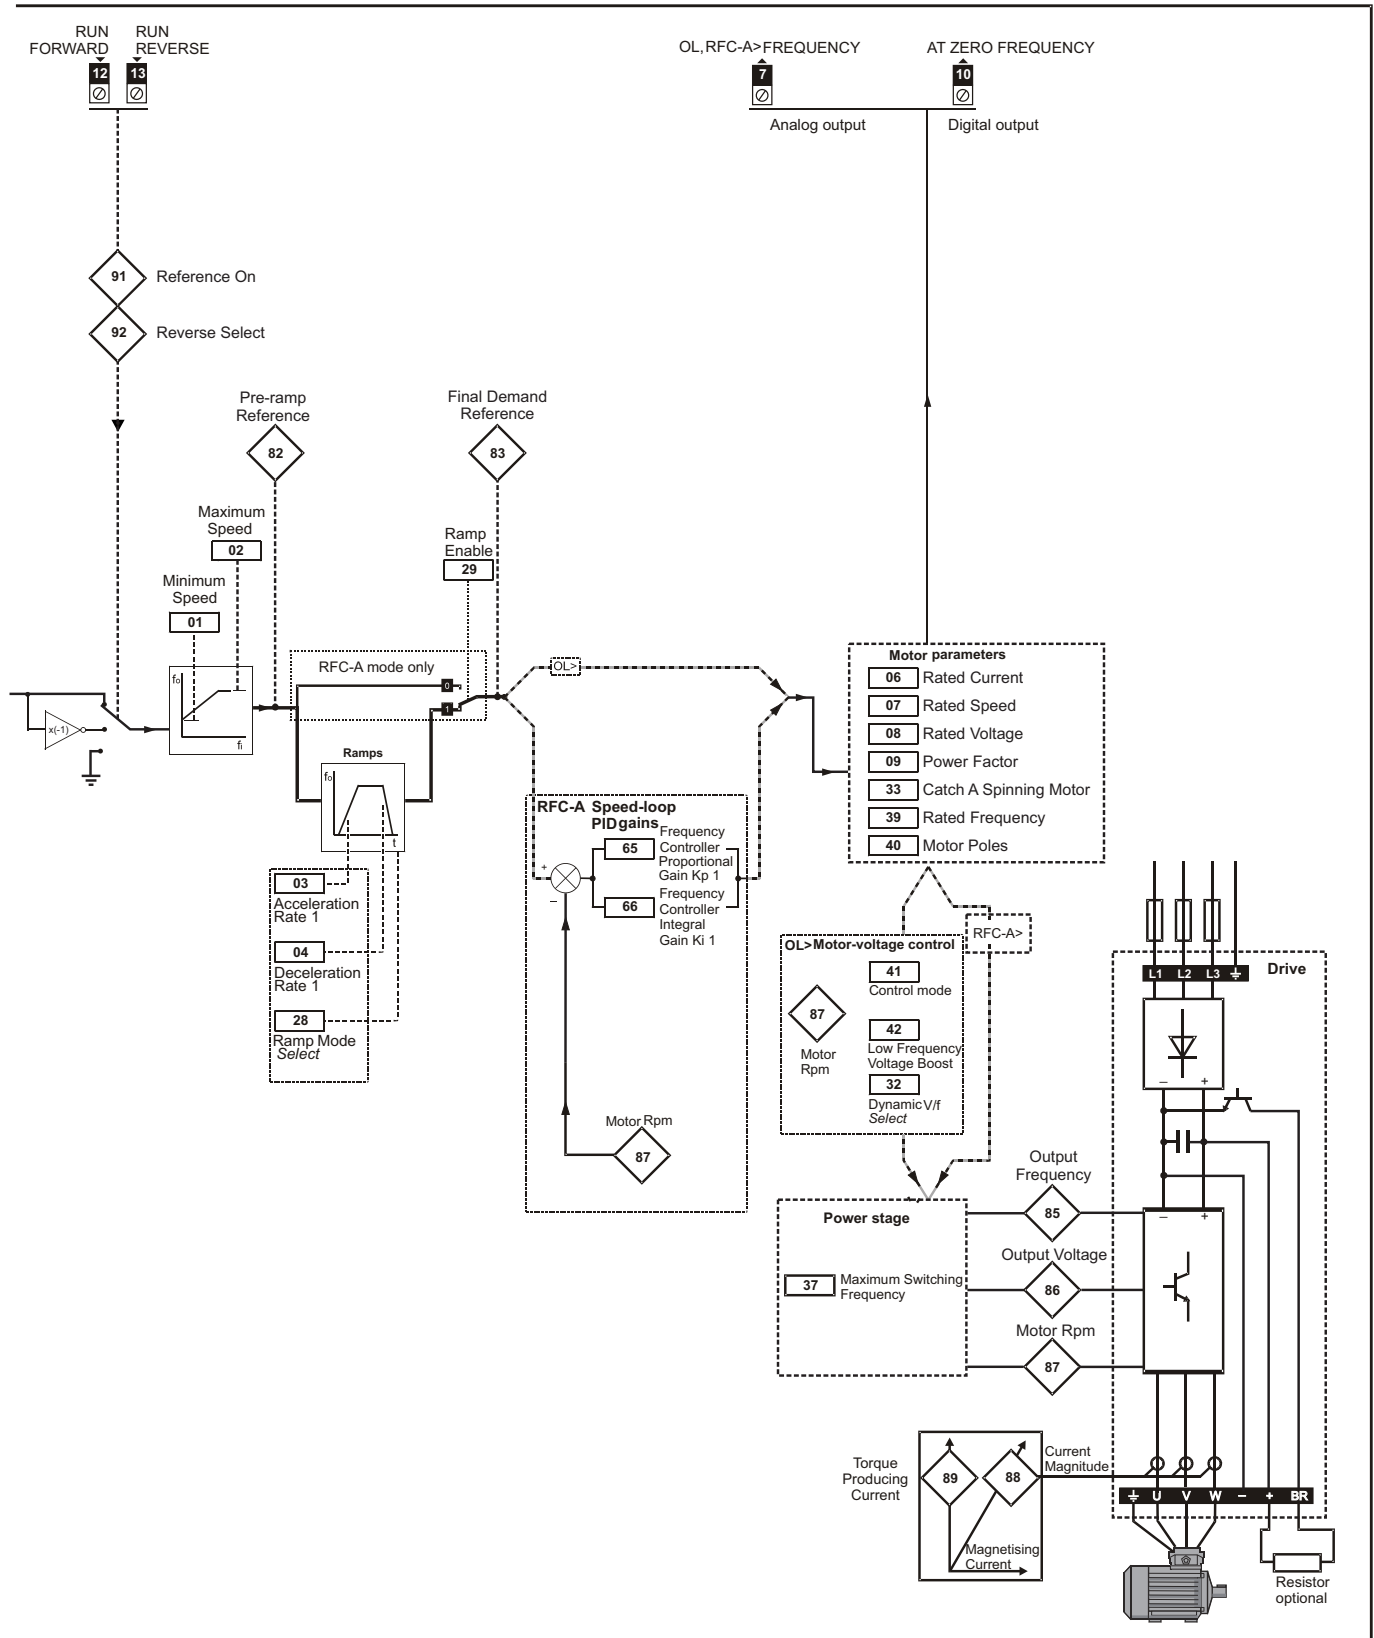 RUN FORWARD
RUN REVERSE
12
13
OL,RFC-A>FREQUENCY
AT ZERO FREQUENCY
7
10
Analog output
Digital output
91
Reference On
92
Reverse Select
Pre-ramp
Reference
82
Final Demand
Reference
83
Maximum
Speed
02
Ramp
Enable
29
Minimum
Speed
01
RFC-A mode only
0
1
OL>
fo
fi
x(-1)
Ramps
fo
t
03
Acceleration
Rate 1
04
Deceleration
Rate 1
28
Ramp Mode
Select
RFC-A Speed-loop
PID gains
+
–
65
Frequency
Controller
Proportional
Gain Kp 1
66
Frequency
Controller
Integral
Gain Ki 1
Motor Rpm
87
Motor parameters
06 Rated Current
07 Rated Speed
08 Rated Voltage
09 Power Factor
33 Catch A Spinning Motor
39 Rated Frequency
40 Motor Poles
RFC-A>
OL>Motor-voltage control
41
Control mode
87
Motor
Rpm
42
Low Frequency
Voltage Boost
32
Dynamic V/f
Select
Power stage
37
Maximum Switching
Frequency
Output
Frequency
85
Output Voltage
86
Motor Rpm
87
L1 L2 L3
Drive
– +
– +
Torque
Producing
Current
89
88
Current
Magnitude
Magnetising
Current
U V W – + BR
Resistor
optional